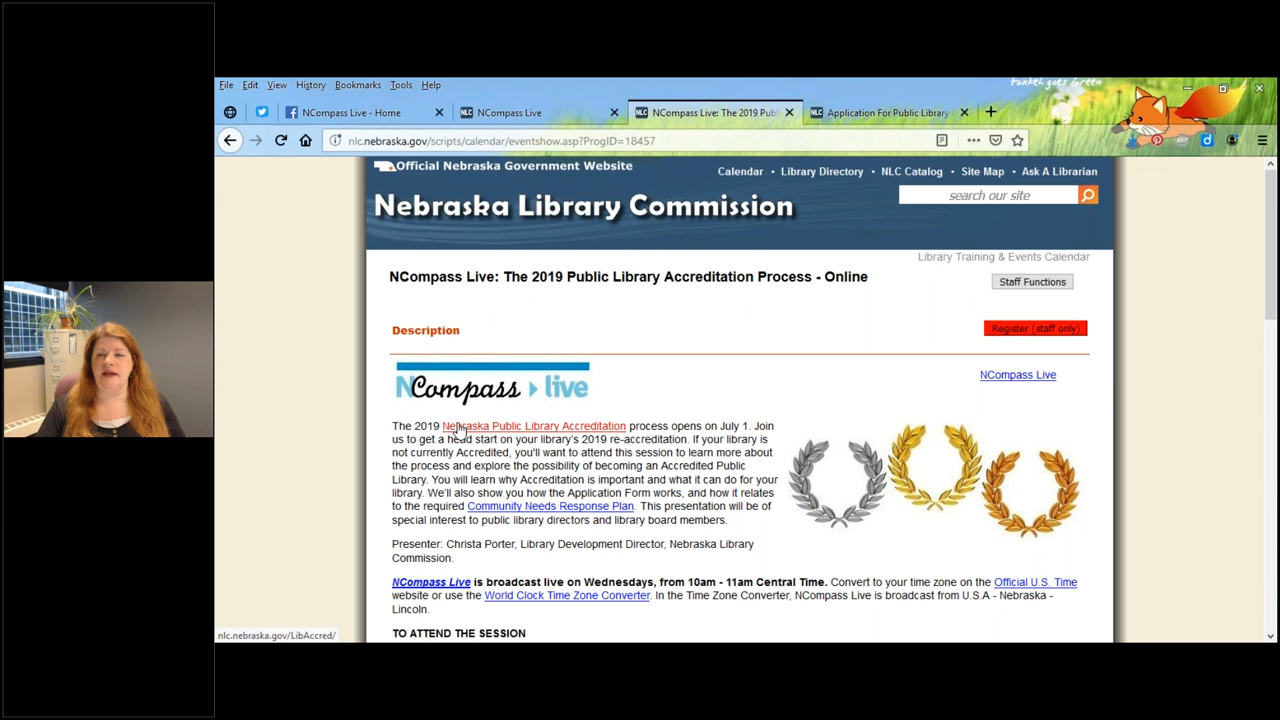 Foxkeh goes Green
File Edit View History Bookmarks Tools Help
NCompass Live - Home
NCompass Live
NCompass Live: The 2019 Publ
Application For Public Library
nlc.nebraska.gov/scripts/calendar/eventshow.asp?ProgID=18457
Official Nebraska Government Website
Calendar • Library Directory • NLC Catalog • Site Map • Ask A Librarian
Nebraska Library Commission
search our site
Library Training & Events Calendar
NCompass Live: The 2019 Public Library Accreditation Process - Online
Staff Functions
Description
Register (staff only)
NCompass live
NCompass Live
The 2019 Nebraska Public Library Accreditation process opens on July 1. Join
us to get a head start on your library's 2019 re-accreditation. If your library is
not currently Accredited, you'll want to attend this session to learn more about
the process and explore the possibility of becoming an Accredited Public
Library. You will learn why Accreditation is important and what it can do for your
library. We'll also show you how the Application Form works, and how it relates
to the required Community Needs Response Plan. This presentation will be of
special interest to public library directors and library board members.
Presenter: Christa Porter, Library Development Director, Nebraska Library
Commission.
NCompass Live is broadcast live on Wednesdays, from 10am - 11am Central Time. Convert to your time zone on the Official U.S. Time
website or use the World Clock Time Zone Converter. In the Time Zone Converter, NCompass Live is broadcast from U.S.A - Nebraska -
Lincoln.
TO ATTEND THE SESSION
nlc.nebraska.gov/LibAccred/